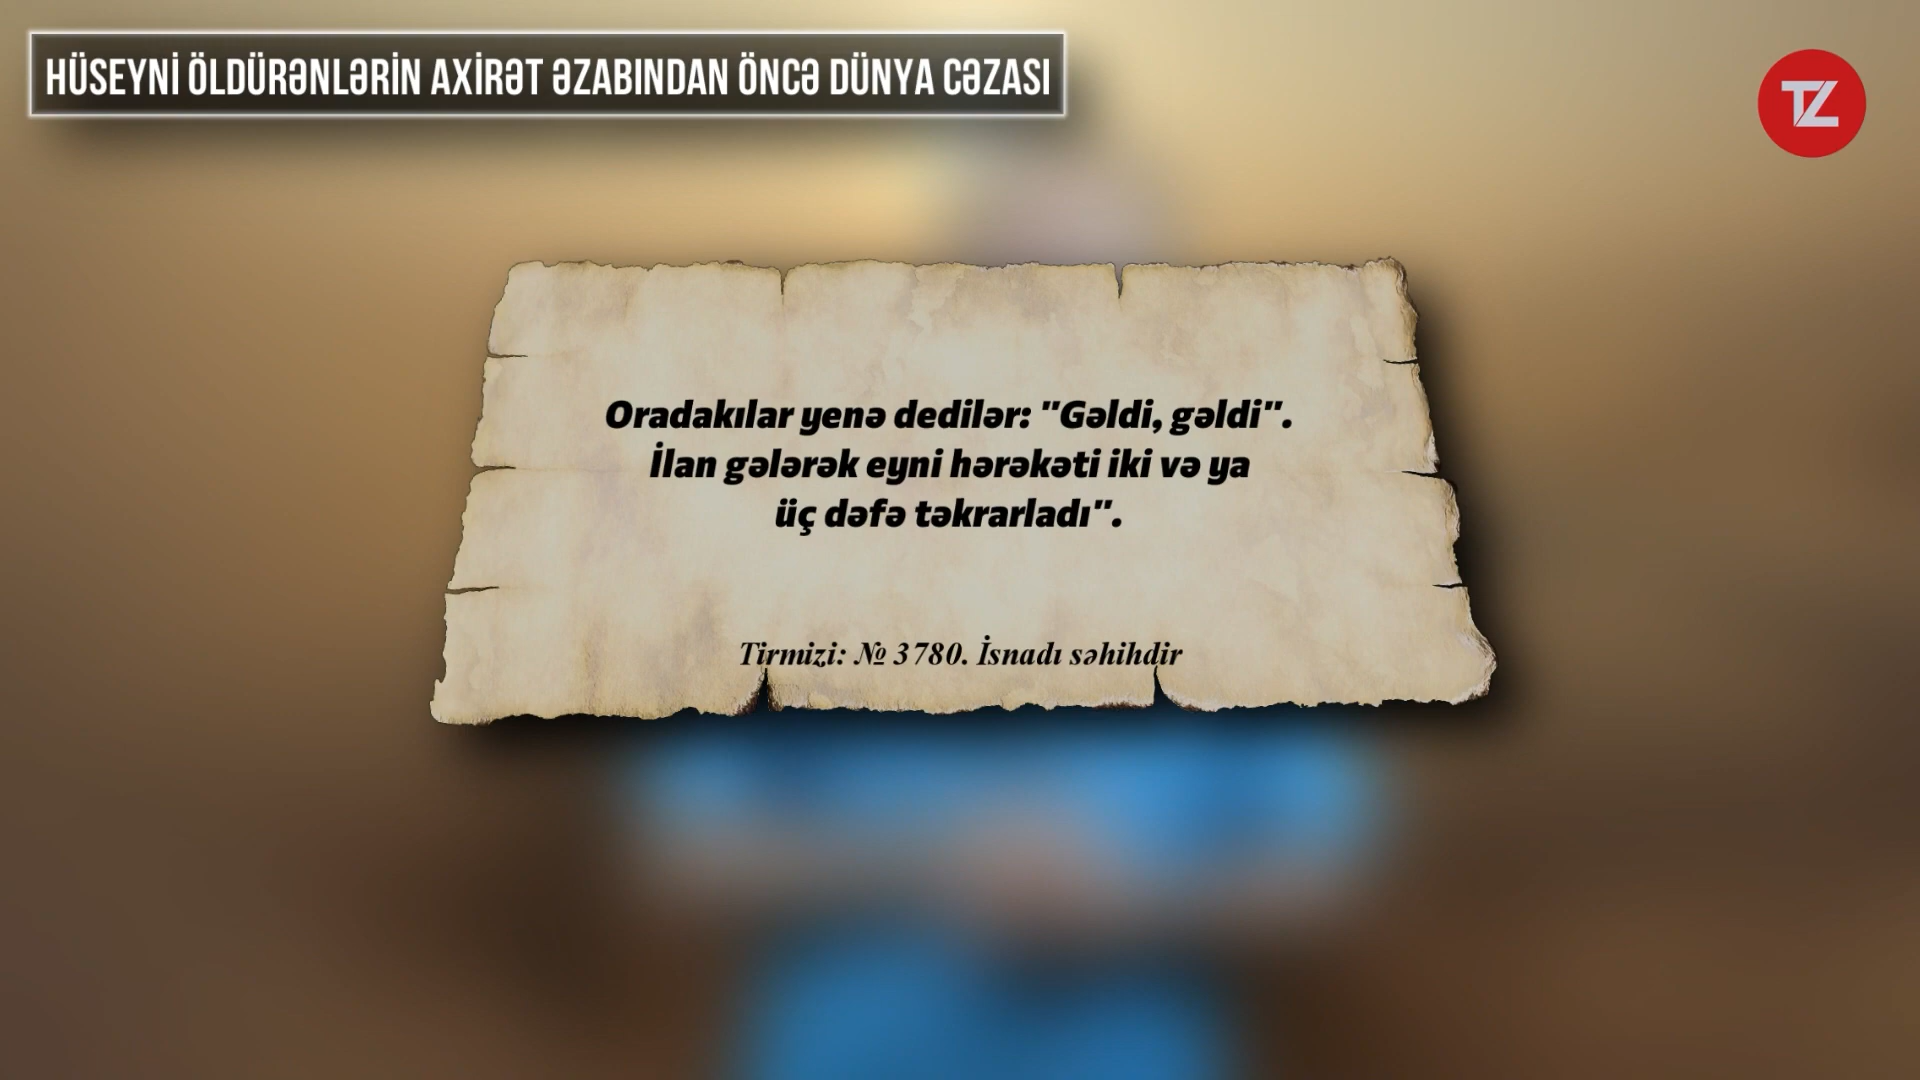 HÜSEYNİ ÖLDÜRƏNLƏRİN AXİRƏT ƏZABINDAN ÖNCƏ DÜNYA CƏZASI
TZ
Oradakılar yenə dedilər: "Gəldi, gəldi".
İlan gələrək eyni hərəkəti iki və ya
üç dəfə təkrarladı".
Tirmizi: № 3780. İsnadı səhihdir